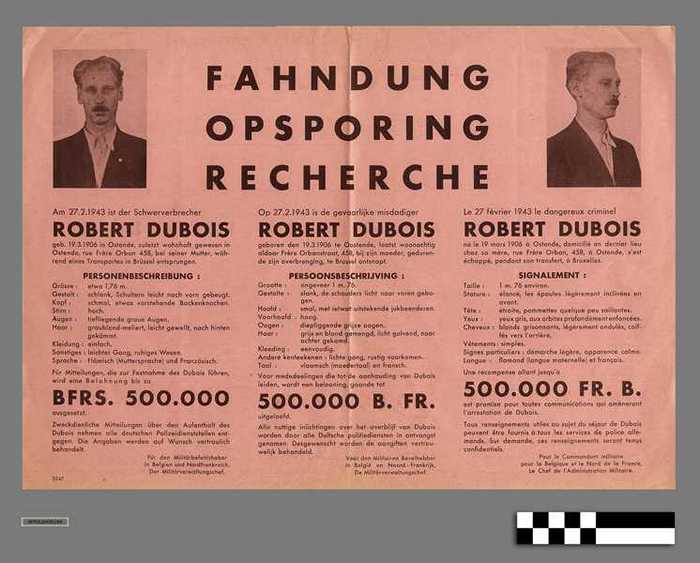 FAHNDUNG
OPSPORING
RECHERCHE
Am 27.2.1943 ist der Schwerverbrecher
ROBERT DUBOIS
geb. 19.3.1906 in Ostende, zuletzt wohnhaft gewesen in
Ostende, rue Frère Orban 458, bei seiner Mutter, wäh-
rend eines Transportes in Brüssel entsprungen.
PERSONENBESCHREIBUNG :
Grösse : etwa 1,76 m.
Gestalt : schlank, Schultern leicht nach vorn gebeugt.
Kopf : schmal, etwas vorstehende Backenknochen.
Stirn : hoch.
Augen : tiefliegende graue Augen.
Haar : graublond-meliert, leicht gewellt, nach hinten
gekämmt.
Kleidung : einfach.
Sonstiges : leichter Gang, ruhiges Wesen.
Sprache : Flämisch (Muttersprache) und Französisch.
Für Mitteilungen, die zur Festnahme des Dubois führen,
wird eine Belohnung bis zu
BFRS. 500.000
ausgesetzt.
Zweckdienliche Mitteilungen über den Aufenthalt des
Dubois nehmen alle deutschen Polizeidienststellen ent-
gegen. Die Angaben werden auf Wunsch vertraulich
behandelt.
Für den Militärbefehlshaber
in Belgien und Nordfrankreich,
Der Militärverwaltungschef.
Op 27.2.1943 is de gevaarlijke misdadiger
ROBERT DUBOIS
geboren den 19.3.1906 te Oostende, laatst woonachtig
aldaar Frère Orbanstraat, 458, bij zijn moeder, geduren-
de zijn overbrenging, te Brussel ontsnapt.
PERSOONSBESCHRIJVING :
Grootte : ongeveer 1 m. 76.
Gestalte : slank, de schouders licht naar voren gebo-
gen.
Hoofd : smal, met ietwat uitstekende jukbeenderen.
Voorhoofd : hoog.
Oogen : diepliggende grijze oogen.
Haar : grijs en blond gemengd, licht golvend, naar
achter gekamd.
Kleeding : eenvoudig.
Andere kenteekenen : lichte gang, rustig voorkomen.
Taal : vlaamsch (moedertaal) en fransch.
Voor mededeelingen die tot de aanhouding van Dubois
leiden, wordt een belooning, gaande tot
500.000 B. FR.
uitgeloofd.
Alle nuttige inlichtingen over het verblijf van Dubois
worden door alle Duitsche politiediensten in ontvangst
genomen. Desgewenscht worden de aangiften vertrou-
welijk behandeld.
Voor den Militairen Bevelhebber
in België en Noord-Frankrijk,
De Militärverwaltungschef.
Le 27 février 1943 le dangereux criminel
ROBERT DUBOIS
né le 19 mars 1906 à Ostende, domicilié en dernier lieu
chez sa mère, rue Frère Orban, 458, à Ostende, s'est
échappé, pendant son transfert, à Bruxelles.
SIGNALEMENT :
Taille : 1 m. 76 environ.
Stature : élancé, les épaules légèrement inclinées en
avant.
Tête : étroite, pommettes quelque peu saillantes.
Yeux : yeux gris, aux orbites profondément enfoncées.
Cheveux : blonds grisonnants, légèrement ondulés, coif-
fés vers l'arrière.
Vêtements : simples.
Signes particuliers : démarche légère, apparence calme.
Langue : flamand (langue maternelle) et français.
Une récompense allant jusqu'à
500.000 FR. B.
est promise pour toutes communications qui amèneront
l'arrestation de Dubois.
Tous renseignements utiles au sujet du séjour de Dubois
peuvent être fournis à tous les services de police alle-
mands. Sur demande, ces renseignements seront tenus
confidentiels.
Pour le Commandant militaire
pour la Belgique et le Nord de la France,
Le Chef de l'Administration Militaire.